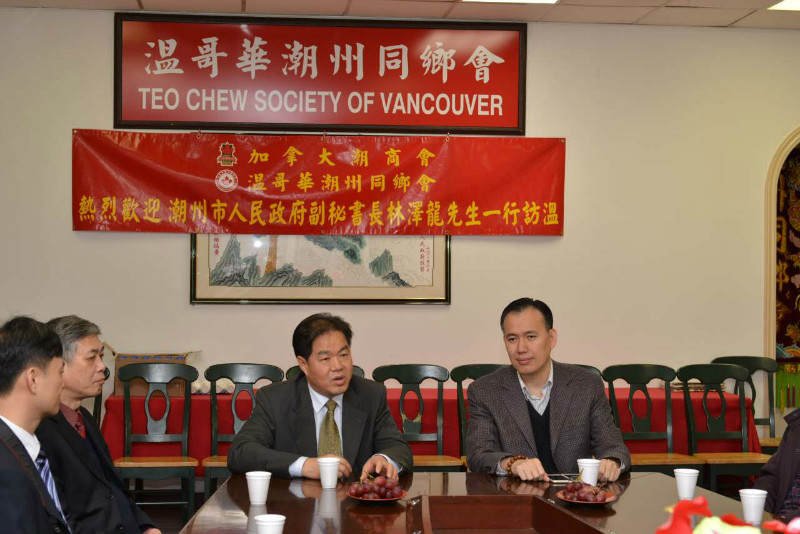 温哥華潮州同鄉會
TEO CHEW SOCIETY OF VANCOUVER
加拿大潮商會
溫哥華潮州同鄉會
熱烈歡迎 潮州市人民政府副秘書長林澤龍先生一行訪溫